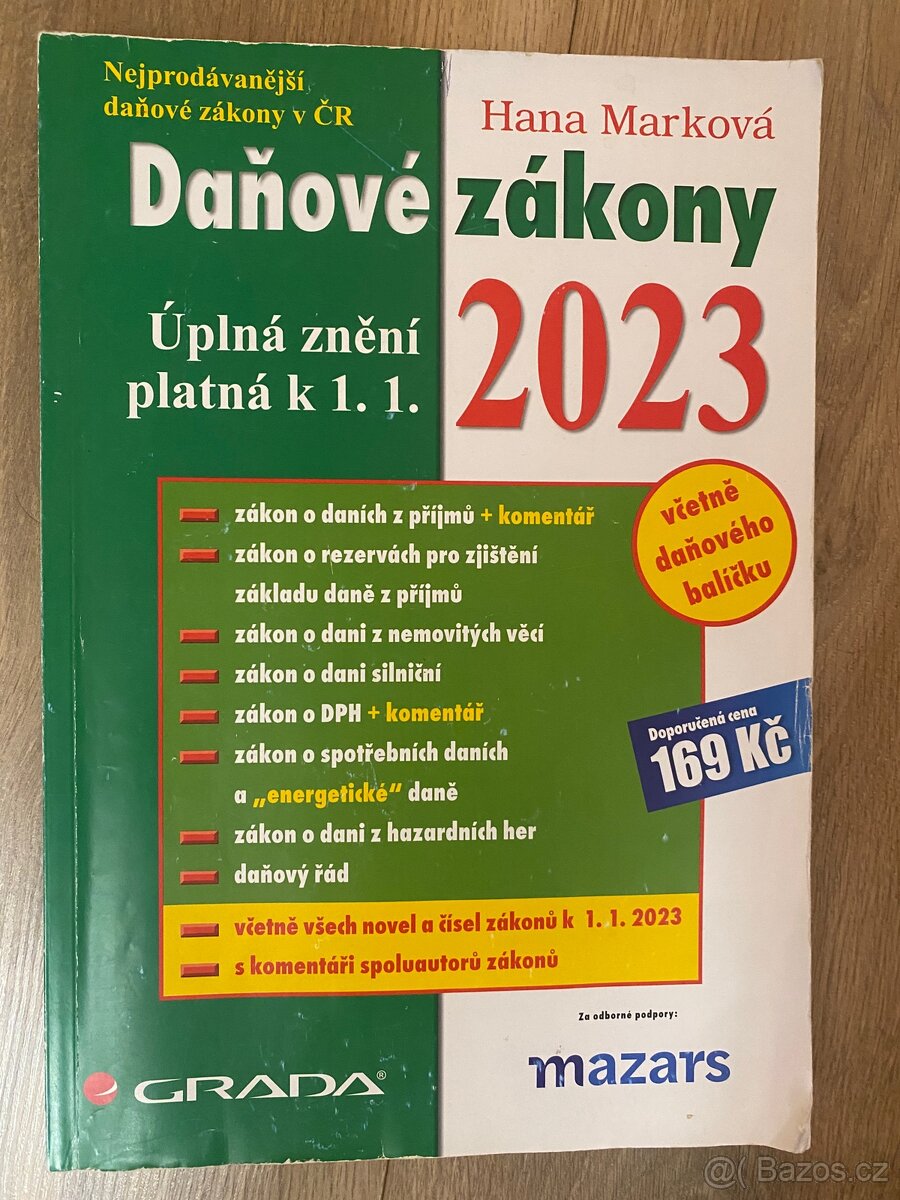 Nejprodávanější
daňové zákony v ČR
Hana Marková
Daňové zákony
2023
Úplná znění
platná k 1. 1.
včetně
daňového
balíčku
zákon o daních z příjmů + komentář
zákon o rezervách pro zjištění
základu daně z příjmů
zákon o dani z nemovitých věcí
zákon o dani silniční
zákon o DPH + komentář
zákon o spotřebních daních
a „energetické“ daně
zákon o dani z hazardních her
daňový řád
včetně všech novel a čísel zákonů k 1. 1. 2023
s komentáři spoluautorů zákonů
Doporučená cena
169 Kč
Za odborné podpory:
mazars
GRADA®
@( Bazos.cz